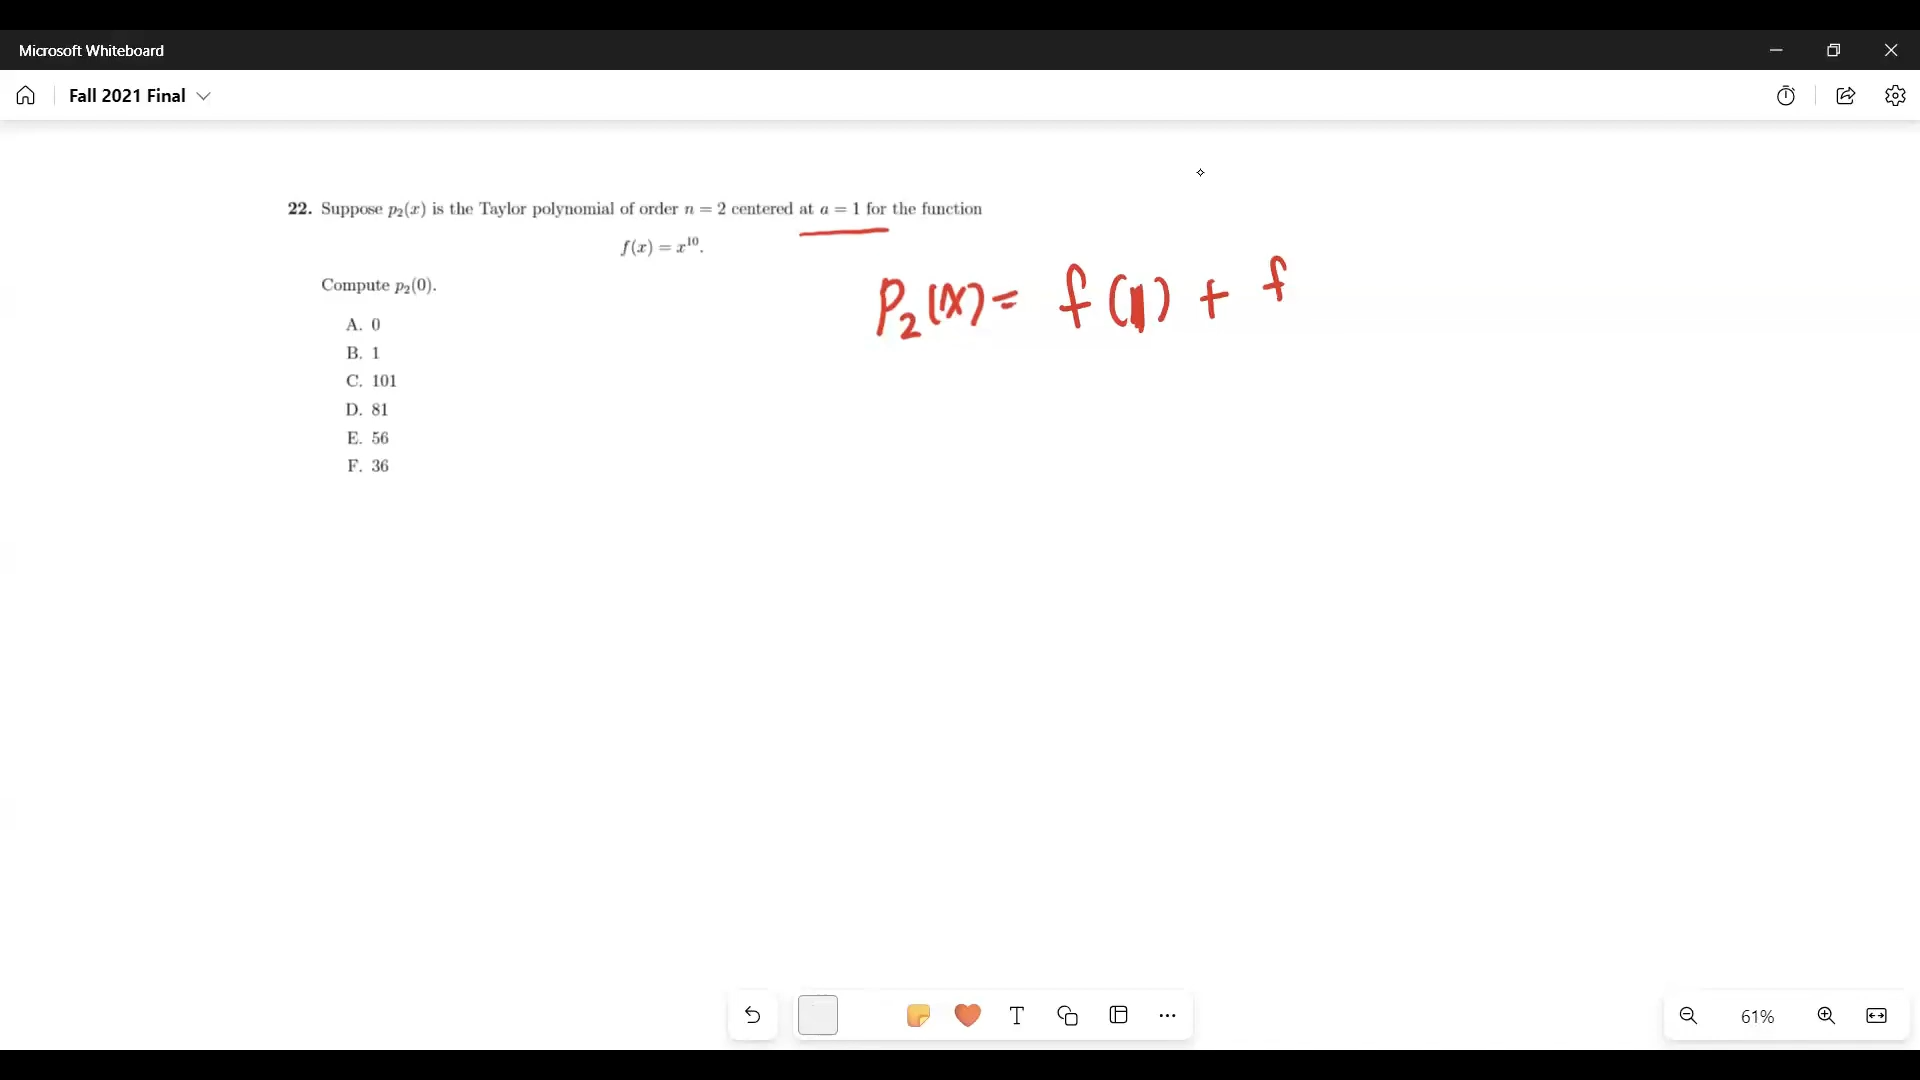 Microsoft Whiteboard
Fall 2021 Final
22. Suppose p₂(x) is the Taylor polynomial of order n = 2 centered at a = 1 for the function
f(x) = x¹⁰.
Compute p₂(0).
A. 0
B. 1
C. 101
D. 81
E. 56
F. 36
P₂(x) = f(1) + f
T
61%